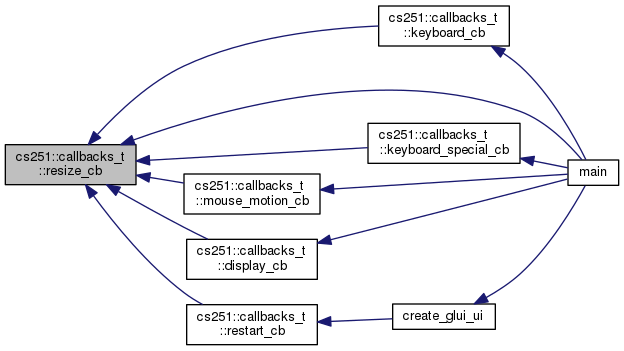 cs251::callbacks_t
::keyboard_cb
cs251::callbacks_t
::keyboard_special_cb
cs251::callbacks_t
::resize_cb
main
cs251::callbacks_t
::mouse_motion_cb
cs251::callbacks_t
::display_cb
cs251::callbacks_t
::restart_cb
create_glui_ui